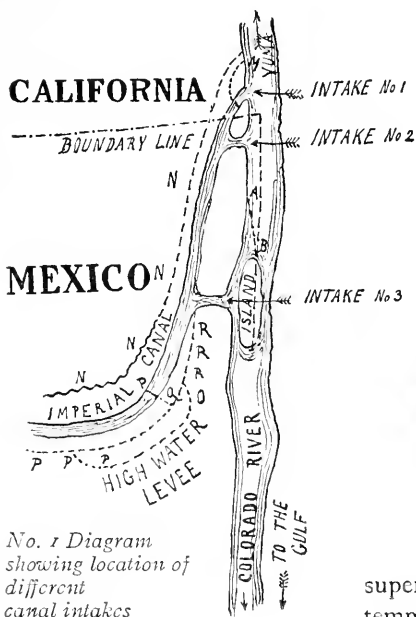 YUMA
CALIFORNIA
INTAKE No 1
BOUNDARY LINE
INTAKE No 2
N
A
MEXICO
N
B
ISLAND
INTAKE No 3
N
N
R
R
R
O
IMPERIAL CANAL
P
Q
P P P
HIGH WATER
LEVEE
COLORADO RIVER
TO THE
GULF
No. 1 Diagram
showing location of
different
canal intakes
super
temp